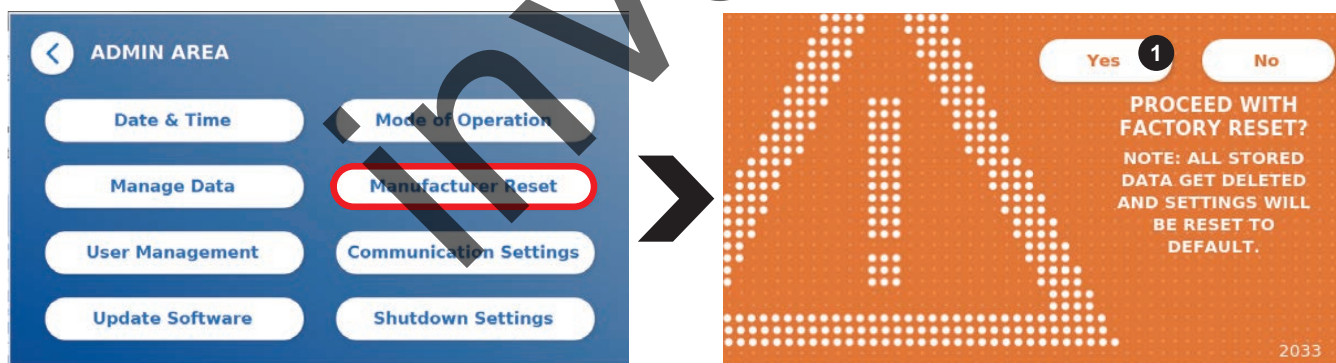 ADMIN AREA
Date & Time
Mode of Operation
Manage Data
Manufacturer Reset
User Management
Communication Settings
Update Software
Shutdown Settings
Yes
1
No
PROCEED WITH
FACTORY RESET?
NOTE: ALL STORED
DATA GET DELETED
AND SETTINGS WILL
BE RESET TO
DEFAULT.
2033
inv